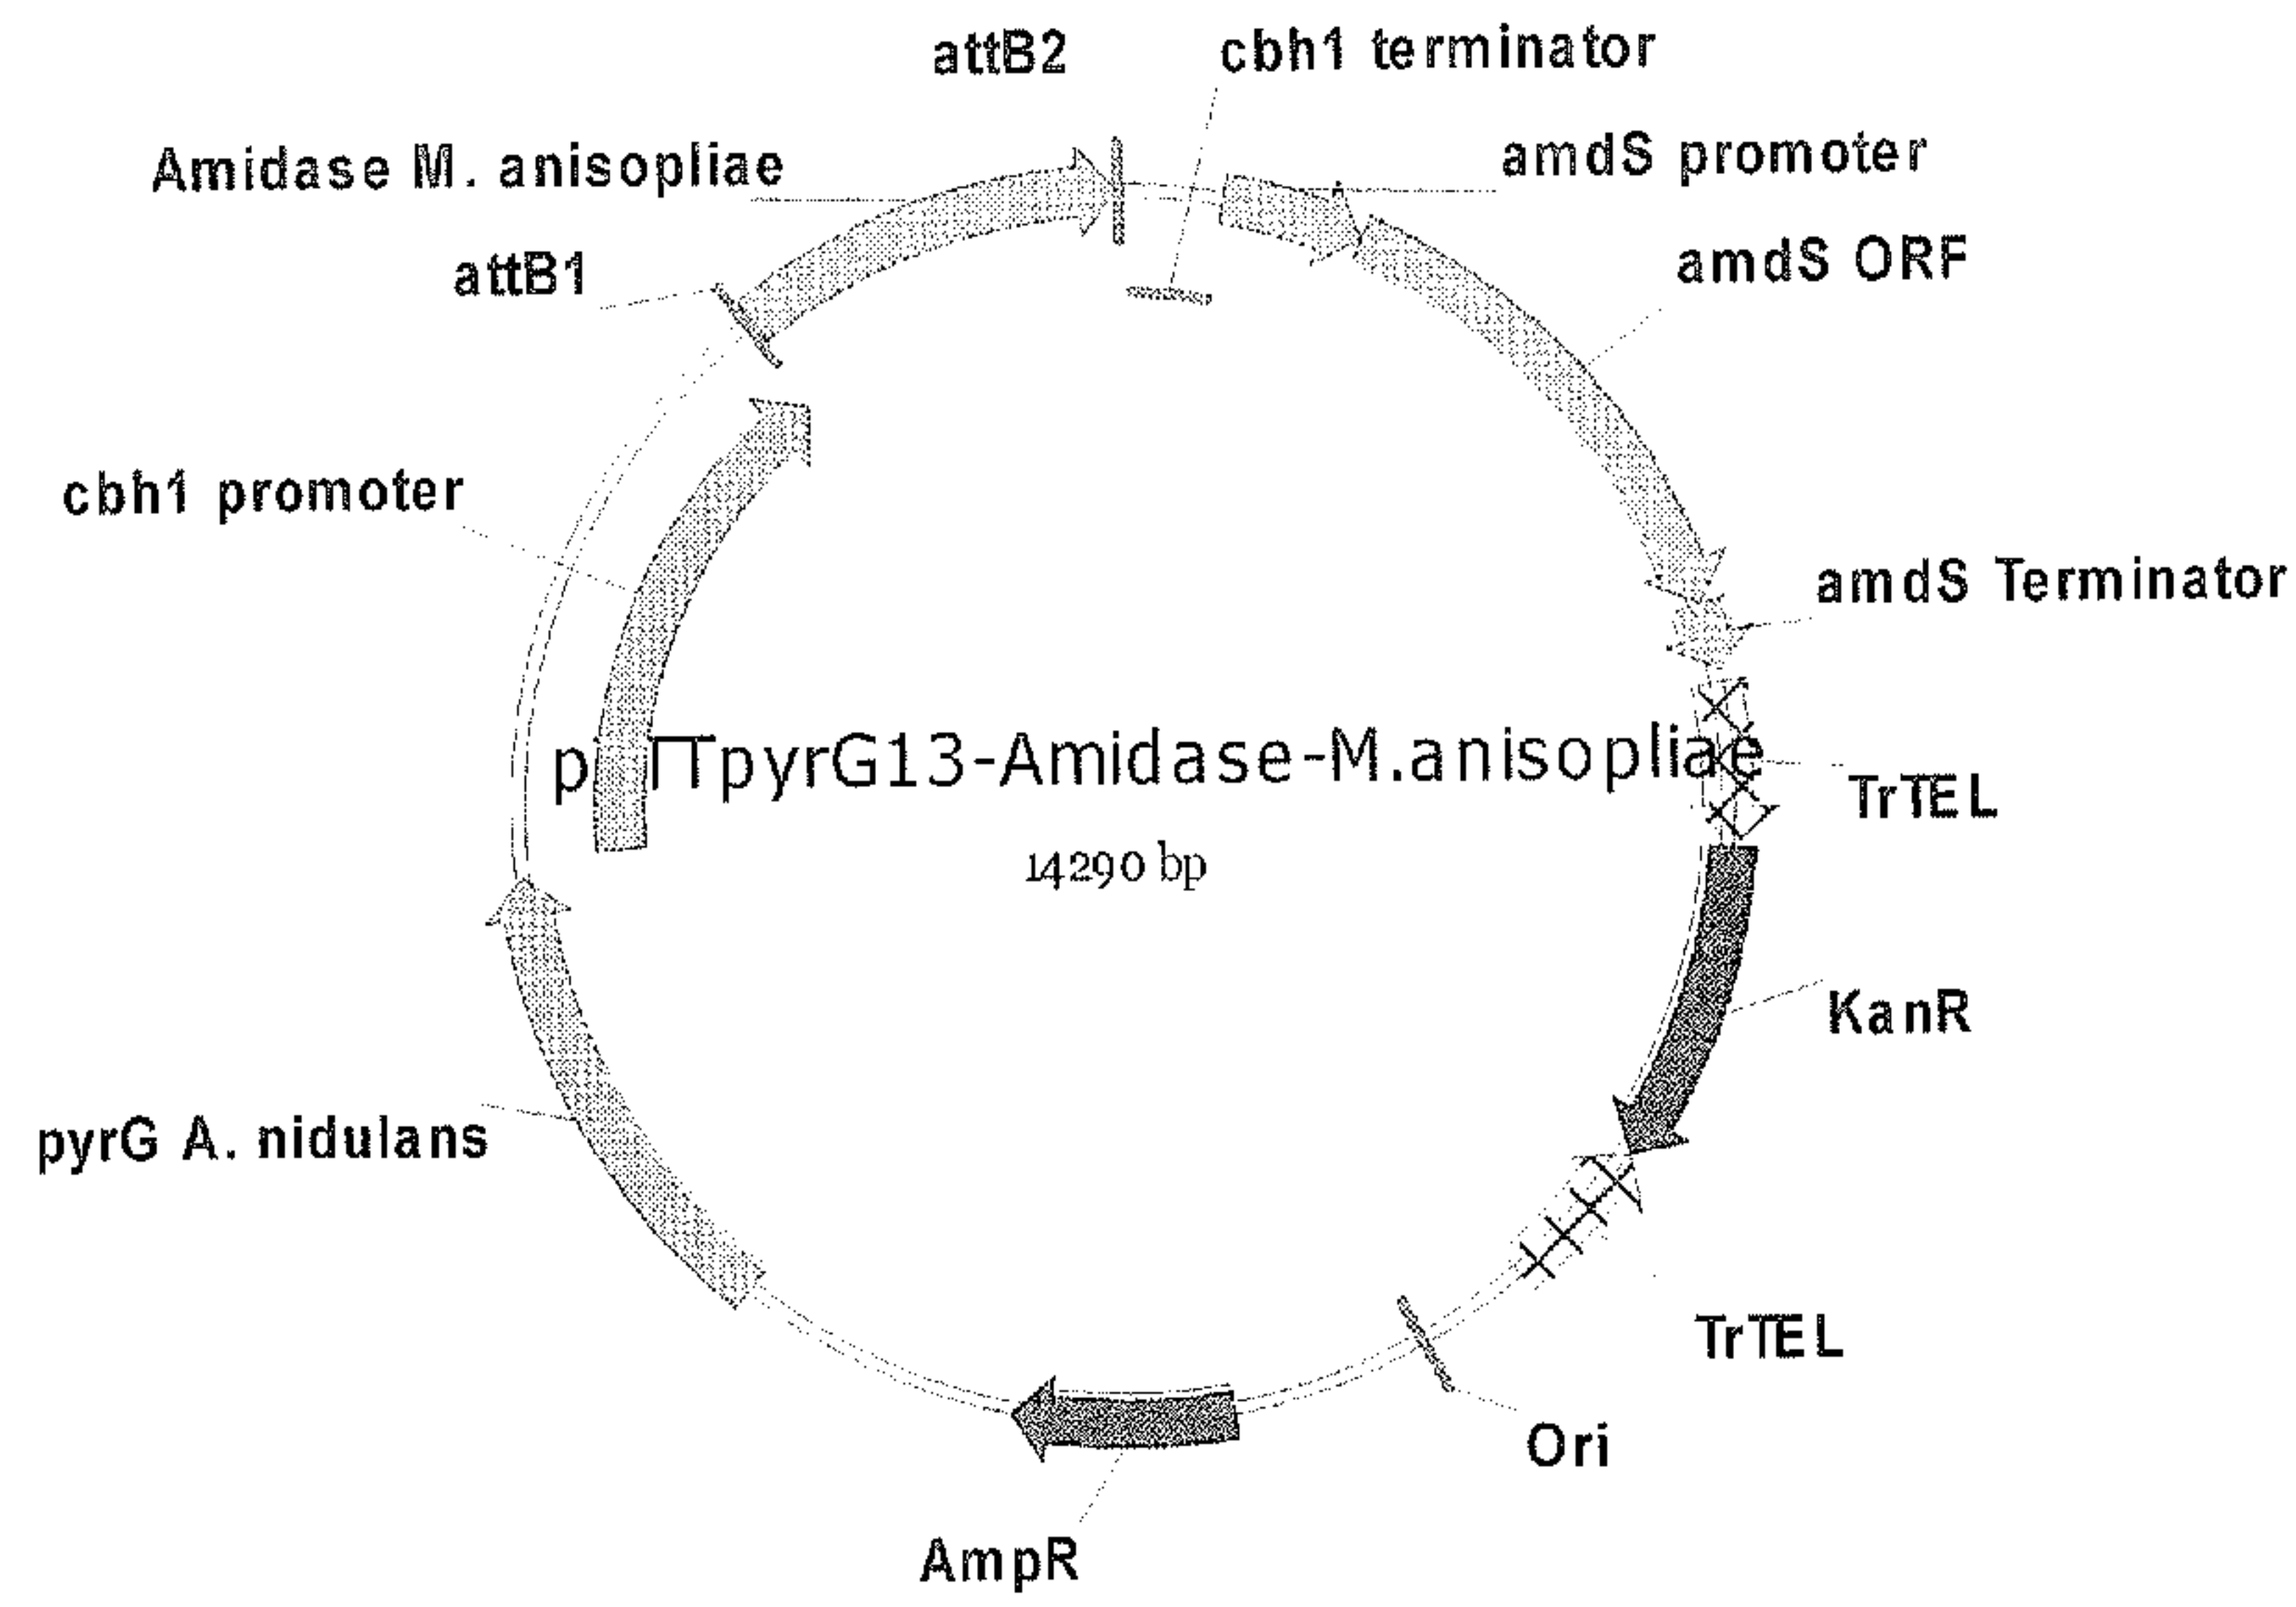 attB2
cbh1 terminator
Amidase M. anisopliae
amdS promoter
attB1
amdS ORF
cbh1 promoter
amdS Terminator
TTpyrG13-Amidase-M.anisopliae
TrTEL
14290 bp
KanR
pyrG A. nidulans
TrTEL
Ori
AmpR